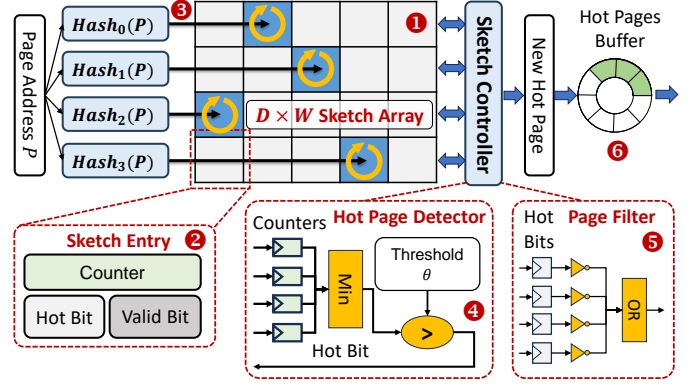 Page Address P
Hash₀(P)
Hash₁(P)
Hash₂(P)
Hash₃(P)
3
1
D × W Sketch Array
Sketch Controller
New Hot Page
Hot Pages
Buffer
6
Sketch Entry
2
Counter
Hot Bit
Valid Bit
Counters
Hot Page Detector
Min
Threshold
θ
>
4
Hot Bit
Hot
Bits
Page Filter
5
OR